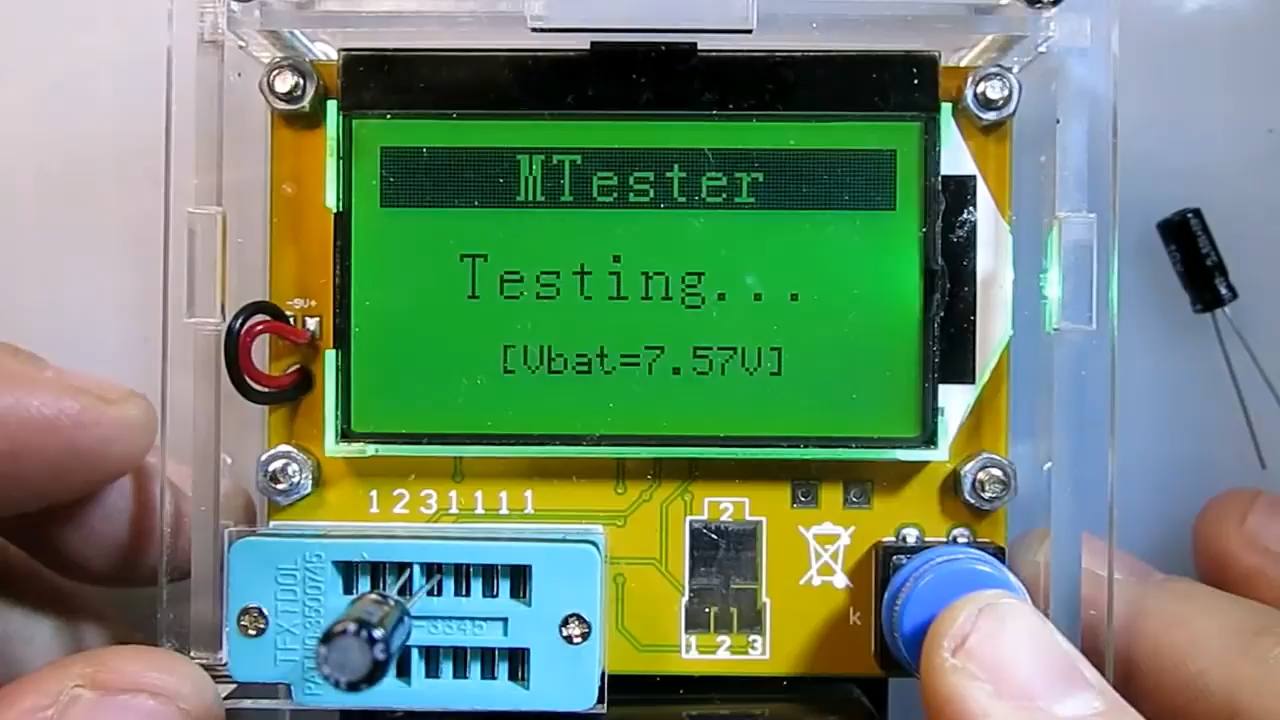 MTester
Testing...
[Vbat=7.57V]
-9V+
1231111
2
k
1 2 3
TEXTOOL
-3345